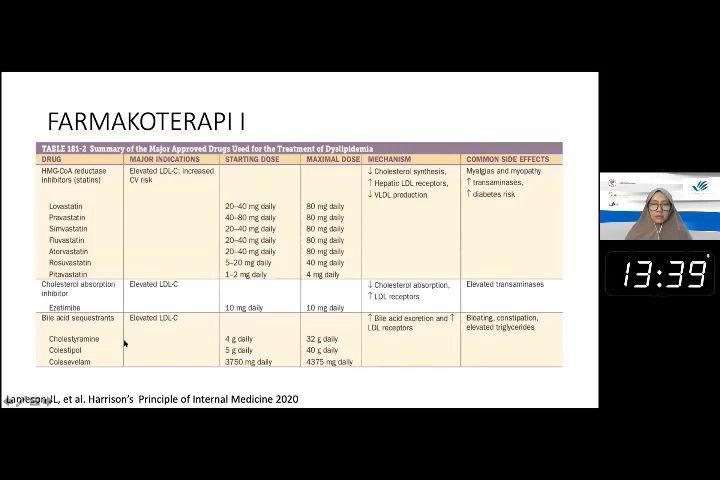 FARMAKOTERAPI I
TABLE 181-2 Summary of the Major Approved Drugs Used for the Treatment of Dyslipidemia
DRUG MAJOR INDICATIONS STARTING DOSE MAXIMAL DOSE MECHANISM COMMON SIDE EFFECTS
HMG-CoA reductase Elevated LDL-C; increased ↓ Cholesterol synthesis, Myalgias and myopathy
inhibitors (statins) CV risk ↑ Hepatic LDL receptors, ↑ transaminases,
↓ VLDL production ↑ diabetes risk
Lovastatin 20–40 mg daily 80 mg daily
Pravastatin 40–80 mg daily 80 mg daily
Simvastatin 20–40 mg daily 80 mg daily
Fluvastatin 20–40 mg daily 80 mg daily
Atorvastatin 20–40 mg daily 80 mg daily
Rosuvastatin 5–20 mg daily 40 mg daily
Pitavastatin 1–2 mg daily 4 mg daily
Cholesterol absorption Elevated LDL-C ↓ Cholesterol absorption, Elevated transaminases
inhibitor ↑ LDL receptors
Ezetimibe 10 mg daily 10 mg daily
Bile acid sequestrants Elevated LDL-C ↑ Bile acid excretion and ↑ Bloating, constipation,
LDL receptors elevated triglycerides
Cholestyramine 4 g daily 32 g daily
Colestipol 5 g daily 40 g daily
Colesevelam 3750 mg daily 4375 mg daily
Jameson JL, et al. Harrison's Principle of Internal Medicine 2020
13:39